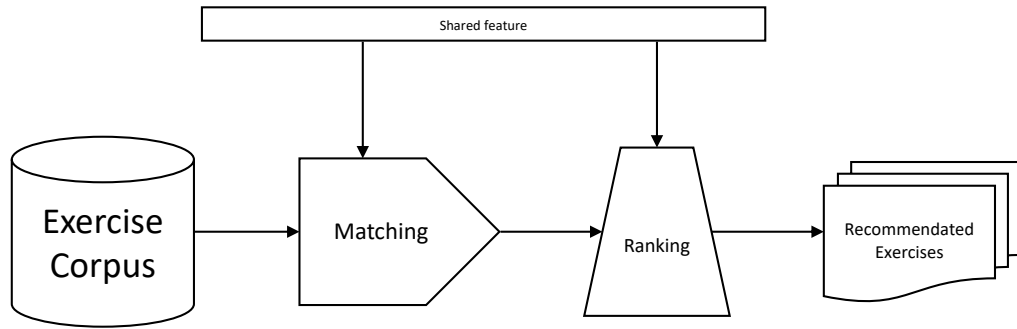 Shared feature
Exercise
Corpus
Matching
Ranking
Recommendated
Exercises